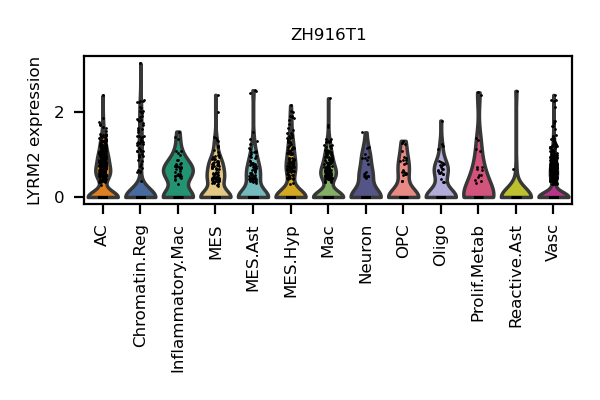 ZH916T1
LYRM2 expression
2
0
AC
Chromatin.Reg
Inflammatory.Mac
MES
MES.Ast
MES.Hyp
Mac
Neuron
OPC
Oligo
Prolif.Metab
Reactive.Ast
Vasc